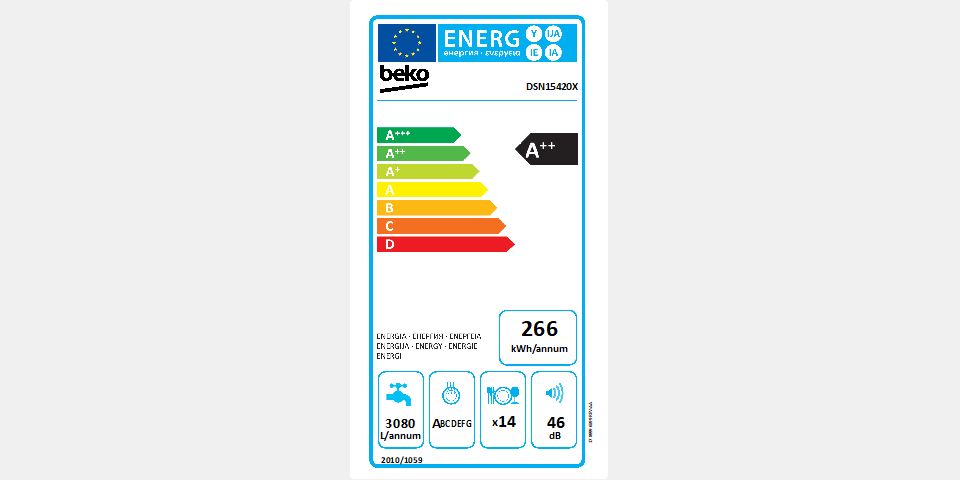 ENERG
енергия · ενεργεια
Y
IJA
IE
IA
beko
DSN15420X
A+++
A++
A+
A
B
C
D
A++
266
kWh/annum
ENERGIA · ЕНЕРГИЯ · ΕΝΕΡΓΕΙΑ
ENERGIJA · ENERGY · ENERGIE
ENERGI
3080
L/annum
ABCDEFG
x14
46
dB
2010/1059